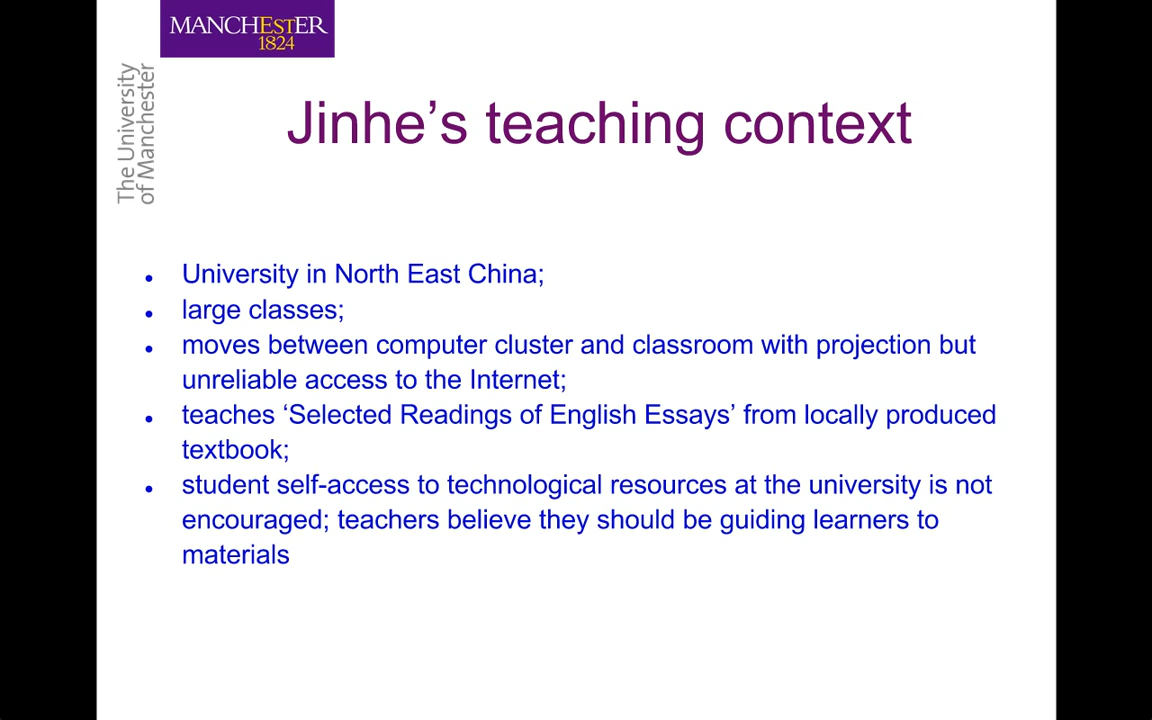 MANCHESTER
1824
The University
of Manchester
Jinhe’s teaching context
• University in North East China;
• large classes;
• moves between computer cluster and classroom with projection but
unreliable access to the Internet;
• teaches ‘Selected Readings of English Essays’ from locally produced
textbook;
• student self-access to technological resources at the university is not
encouraged; teachers believe they should be guiding learners to
materials